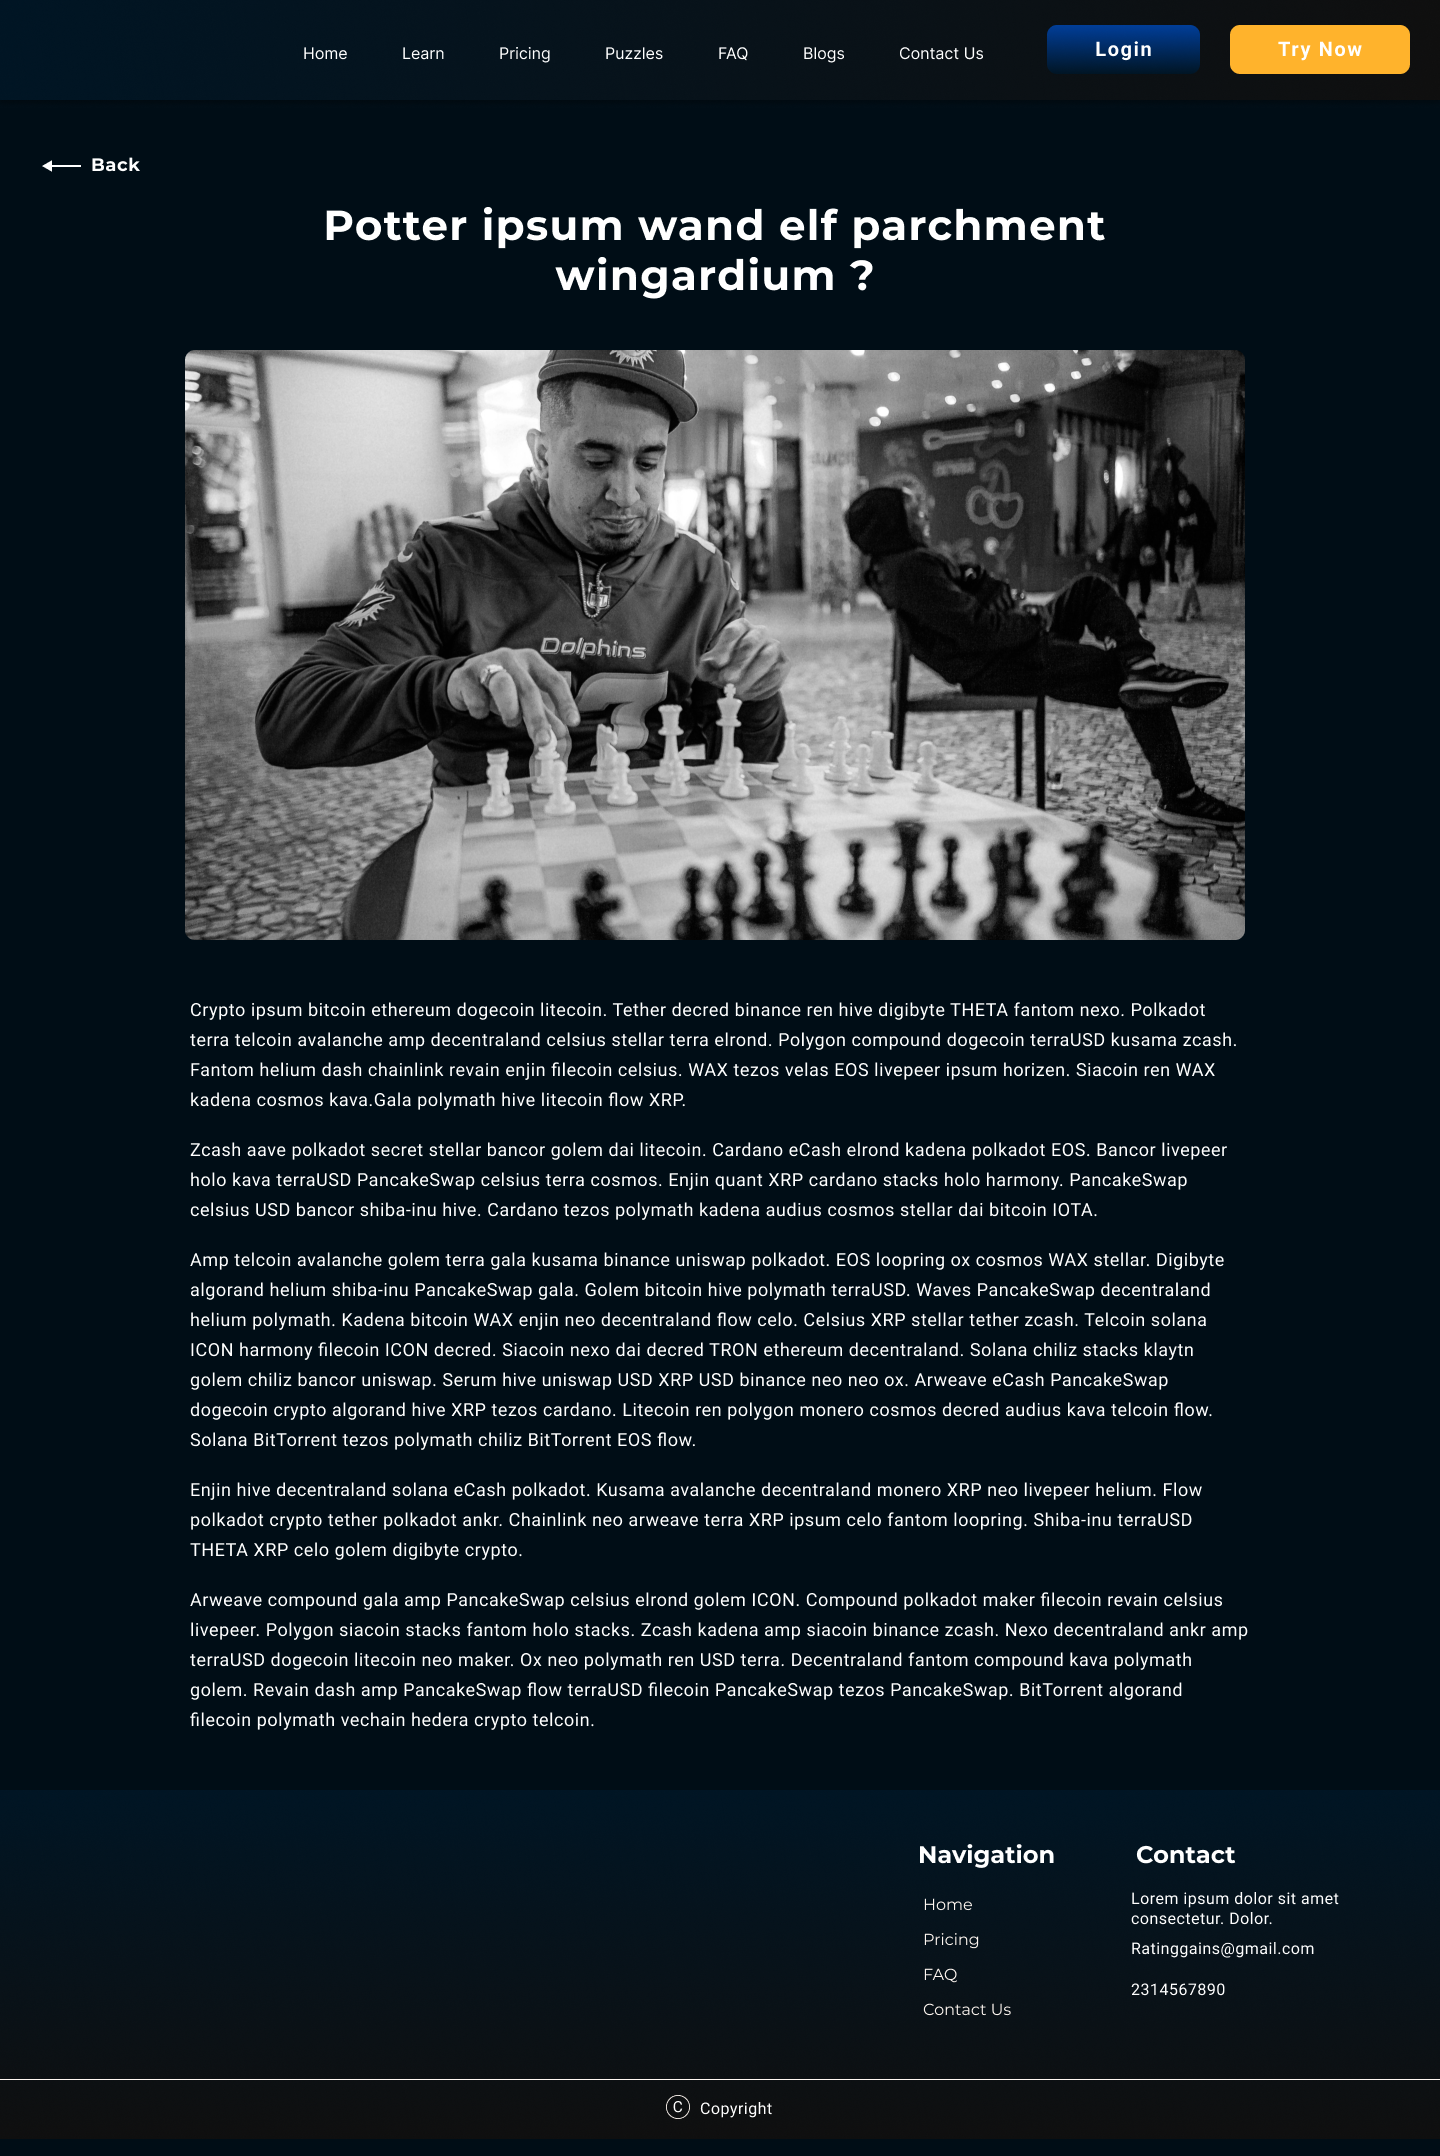 Home Learn Pricing Puzzles FAQ Blogs Contact Us Login Try Now
Back
Potter ipsum wand elf parchment
wingardium ?
Dolphins
Crypto ipsum bitcoin ethereum dogecoin litecoin. Tether decred binance ren hive digibyte THETA fantom nexo. Polkadot
terra telcoin avalanche amp decentraland celsius stellar terra elrond. Polygon compound dogecoin terraUSD kusama zcash.
Fantom helium dash chainlink revain enjin filecoin celsius. WAX tezos velas EOS livepeer ipsum horizen. Siacoin ren WAX
kadena cosmos kava.Gala polymath hive litecoin flow XRP.
Zcash aave polkadot secret stellar bancor golem dai litecoin. Cardano eCash elrond kadena polkadot EOS. Bancor livepeer
holo kava terraUSD PancakeSwap celsius terra cosmos. Enjin quant XRP cardano stacks holo harmony. PancakeSwap
celsius USD bancor shiba-inu hive. Cardano tezos polymath kadena audius cosmos stellar dai bitcoin IOTA.
Amp telcoin avalanche golem terra gala kusama binance uniswap polkadot. EOS loopring ox cosmos WAX stellar. Digibyte
algorand helium shiba-inu PancakeSwap gala. Golem bitcoin hive polymath terraUSD. Waves PancakeSwap decentraland
helium polymath. Kadena bitcoin WAX enjin neo decentraland flow celo. Celsius XRP stellar tether zcash. Telcoin solana
ICON harmony filecoin ICON decred. Siacoin nexo dai decred TRON ethereum decentraland. Solana chiliz stacks klaytn
golem chiliz bancor uniswap. Serum hive uniswap USD XRP USD binance neo neo ox. Arweave eCash PancakeSwap
dogecoin crypto algorand hive XRP tezos cardano. Litecoin ren polygon monero cosmos decred audius kava telcoin flow.
Solana BitTorrent tezos polymath chiliz BitTorrent EOS flow.
Enjin hive decentraland solana eCash polkadot. Kusama avalanche decentraland monero XRP neo livepeer helium. Flow
polkadot crypto tether polkadot ankr. Chainlink neo arweave terra XRP ipsum celo fantom loopring. Shiba-inu terraUSD
THETA XRP celo golem digibyte crypto.
Arweave compound gala amp PancakeSwap celsius elrond golem ICON. Compound polkadot maker filecoin revain celsius
livepeer. Polygon siacoin stacks fantom holo stacks. Zcash kadena amp siacoin binance zcash. Nexo decentraland ankr amp
terraUSD dogecoin litecoin neo maker. Ox neo polymath ren USD terra. Decentraland fantom compound kava polymath
golem. Revain dash amp PancakeSwap flow terraUSD filecoin PancakeSwap tezos PancakeSwap. BitTorrent algorand
filecoin polymath vechain hedera crypto telcoin.
Navigation
Home
Pricing
FAQ
Contact Us
Contact
Lorem ipsum dolor sit amet
consectetur. Dolor.
Ratinggains@gmail.com
2314567890
© Copyright